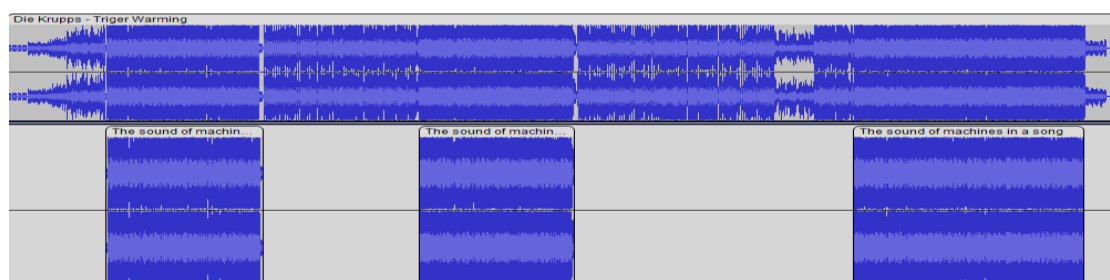 Die Krupps - Triger Warming
The sound of machin...
The sound of machin...
The sound of machines in a song